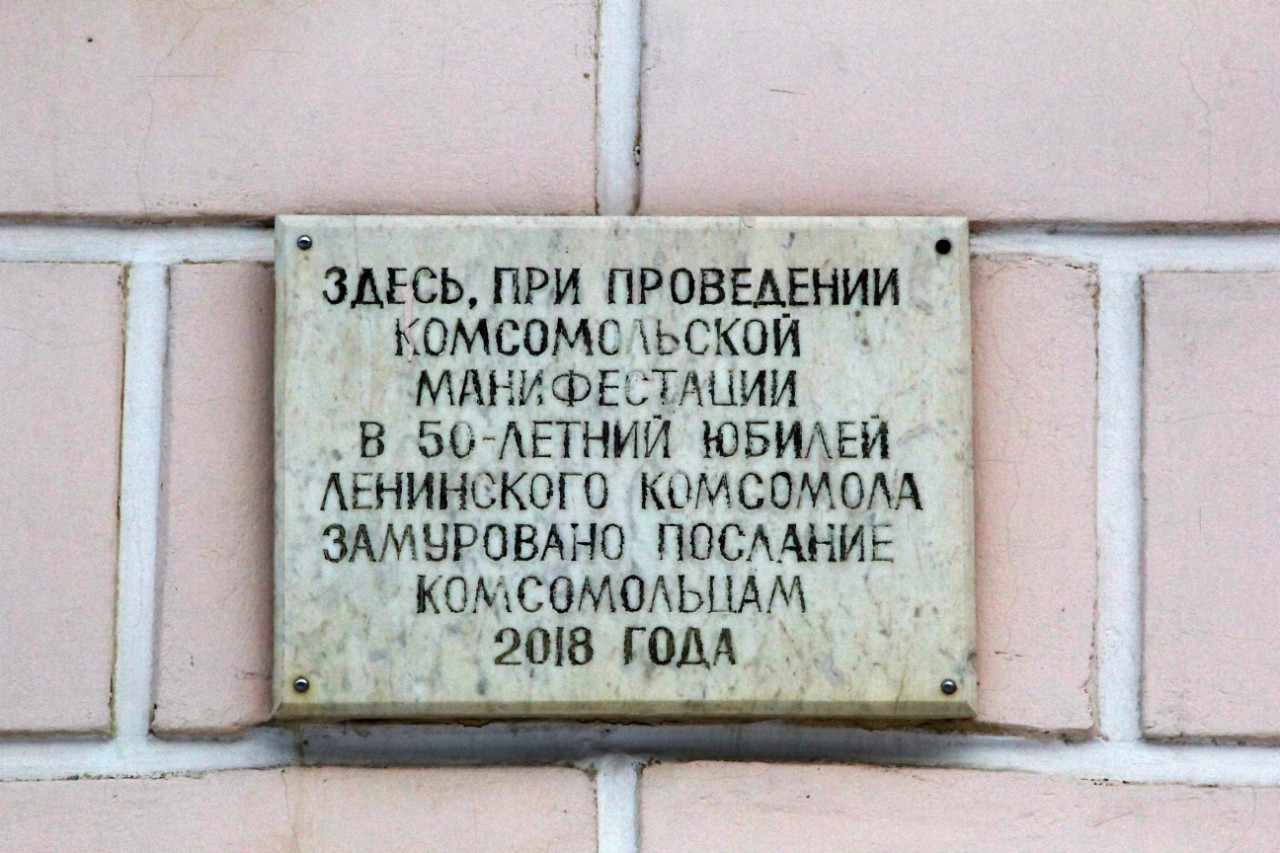 ЗДЕСЬ, ПРИ ПРОВЕДЕНИИ
КОМСОМОЛЬСКОЙ
МАНИФЕСТАЦИИ
В 50-ЛЕТНИЙ ЮБИЛЕЙ
ЛЕНИНСКОГО КОМСОМОЛА
ЗАМУРОВАНО ПОСЛАНИЕ
КОМСОМОЛЬЦАМ
2018 ГОДА